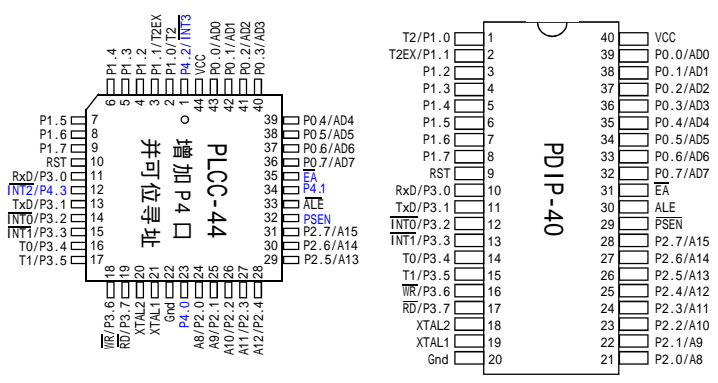 P1.4
P1.3
P1.2
P1.1/T2EX
P1.0/T2
P4.2/INT3
VCC
P0.0/AD0
P0.1/AD1
P0.2/AD2
P0.3/AD3
6
5
4
3
2
1
44
43
42
41
40
P1.5 7
P1.6 8
P1.7 9
RST 10
RxD/P3.0 11
INT2/P4.3 12
TxD/P3.1 13
INT0/P3.2 14
INT1/P3.3 15
T0/P3.4 16
T1/P3.5 17
PLCC-44
增加P4口
并可位寻址
39 P0.4/AD4
38 P0.5/AD5
37 P0.6/AD6
36 P0.7/AD7
35 EA
34 P4.1
33 ALE
32 PSEN
31 P2.7/A15
30 P2.6/A14
29 P2.5/A13
18
19
20
21
22
23
24
25
26
27
28
WR/P3.6
RD/P3.7
XTAL2
XTAL1
Gnd
P4.0
A8/P2.0
A9/P2.1
A10/P2.2
A11/P2.3
A12/P2.4
PDIP-40
T2/P1.0 1 40 VCC
T2EX/P1.1 2 39 P0.0/AD0
P1.2 3 38 P0.1/AD1
P1.3 4 37 P0.2/AD2
P1.4 5 36 P0.3/AD3
P1.5 6 35 P0.4/AD4
P1.6 7 34 P0.5/AD5
P1.7 8 33 P0.6/AD6
RST 9 32 P0.7/AD7
RxD/P3.0 10 31 EA
TxD/P3.1 11 30 ALE
INT0/P3.2 12 29 PSEN
INT1/P3.3 13 28 P2.7/A15
T0/P3.4 14 27 P2.6/A14
T1/P3.5 15 26 P2.5/A13
WR/P3.6 16 25 P2.4/A12
RD/P3.7 17 24 P2.3/A11
XTAL2 18 23 P2.2/A10
XTAL1 19 22 P2.1/A9
Gnd 20 21 P2.0/A8